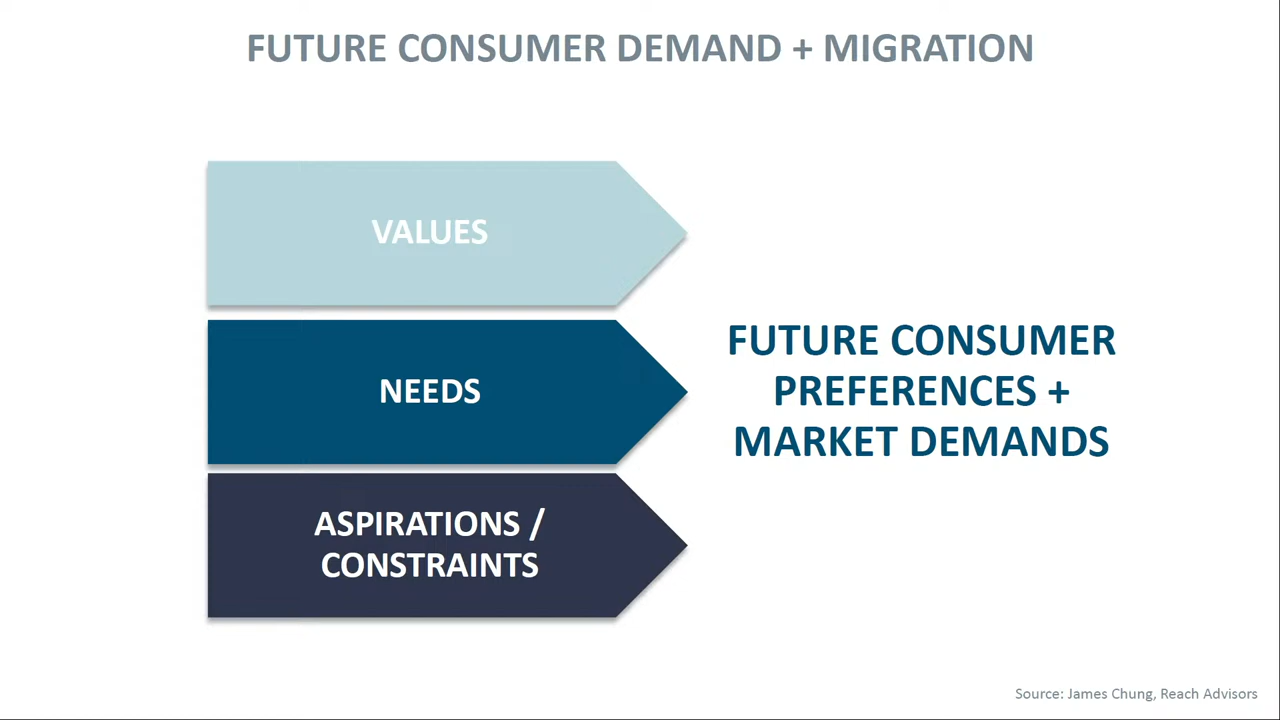 FUTURE CONSUMER DEMAND + MIGRATION
VALUES
NEEDS
ASPIRATIONS /
CONSTRAINTS
FUTURE CONSUMER
PREFERENCES +
MARKET DEMANDS
Source: James Chung, Reach Advisors